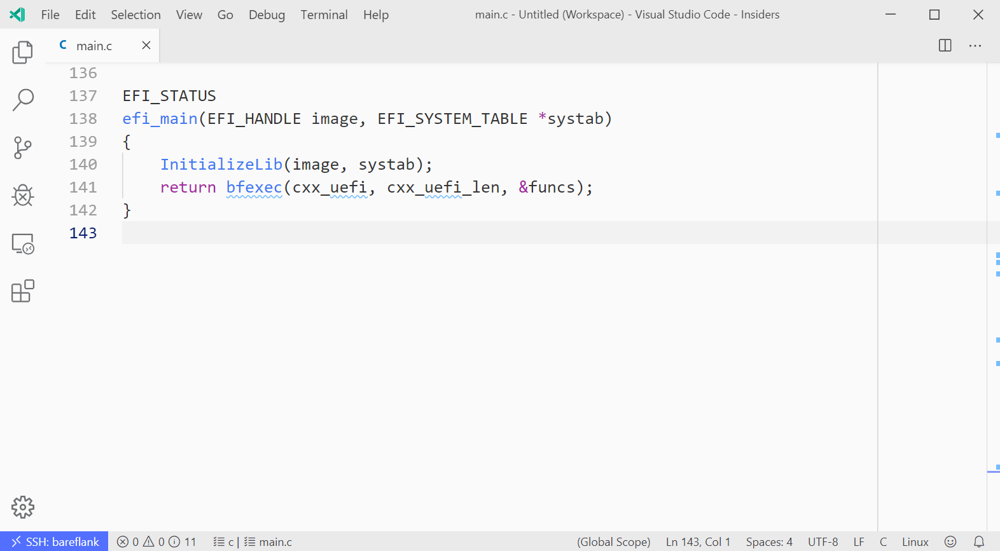 File Edit Selection View Go Debug Terminal Help main.c - Untitled (Workspace) - Visual Studio Code - Insiders
C main.c
136
137 EFI_STATUS
138 efi_main(EFI_HANDLE image, EFI_SYSTEM_TABLE *systab)
139 {
140     InitializeLib(image, systab);
141     return bfexec(cxx_uefi, cxx_uefi_len, &funcs);
142 }
143
SSH: bareflank 0 0 11 c | main.c (Global Scope) Ln 143, Col 1 Spaces: 4 UTF-8 LF C Linux